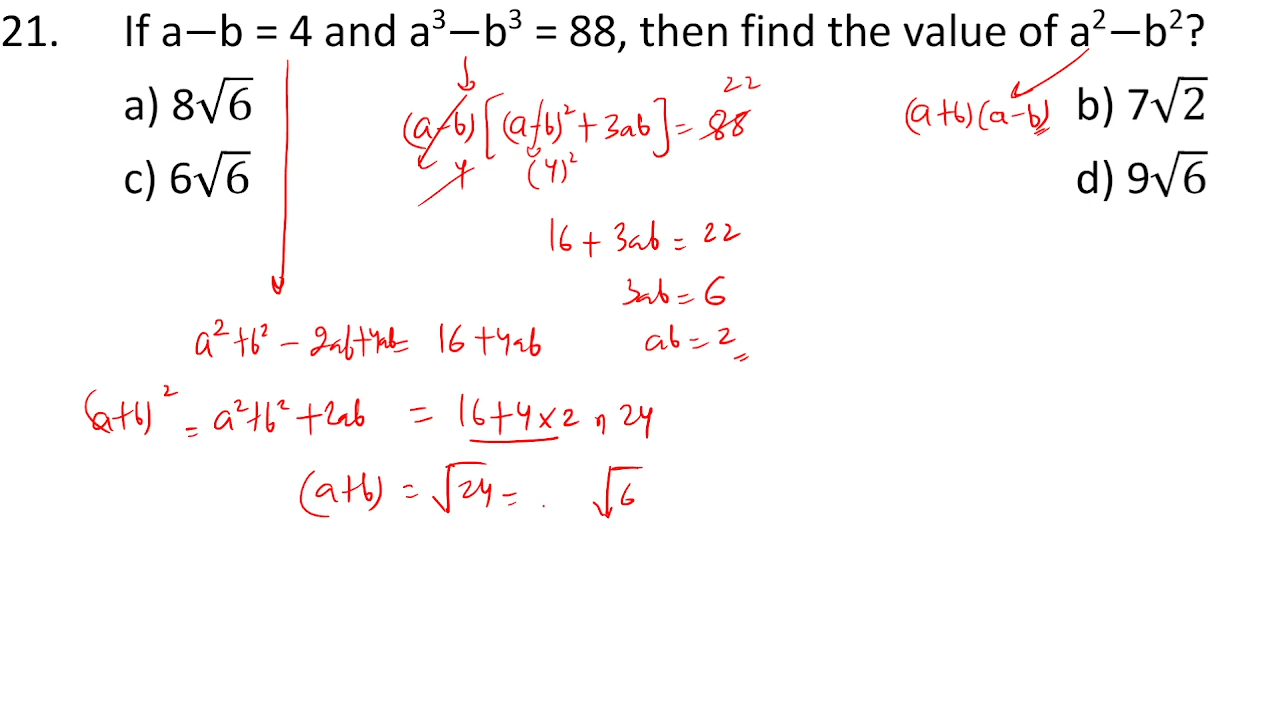 21. If a–b = 4 and a³–b³ = 88, then find the value of a²–b²?
a) 8√6
b) 7√2
c) 6√6
d) 9√6
22
(a-b)[(a-b)²+3ab] = 88
(a+b)(a-b)
4 (4)²
16 + 3ab = 22
3ab = 6
ab = 2
a²+b² - 2ab+4ab = 16 + 4ab
(a+b)² = a²+b²+2ab = 16+4×2 = 24
(a+b) = √24 = √6